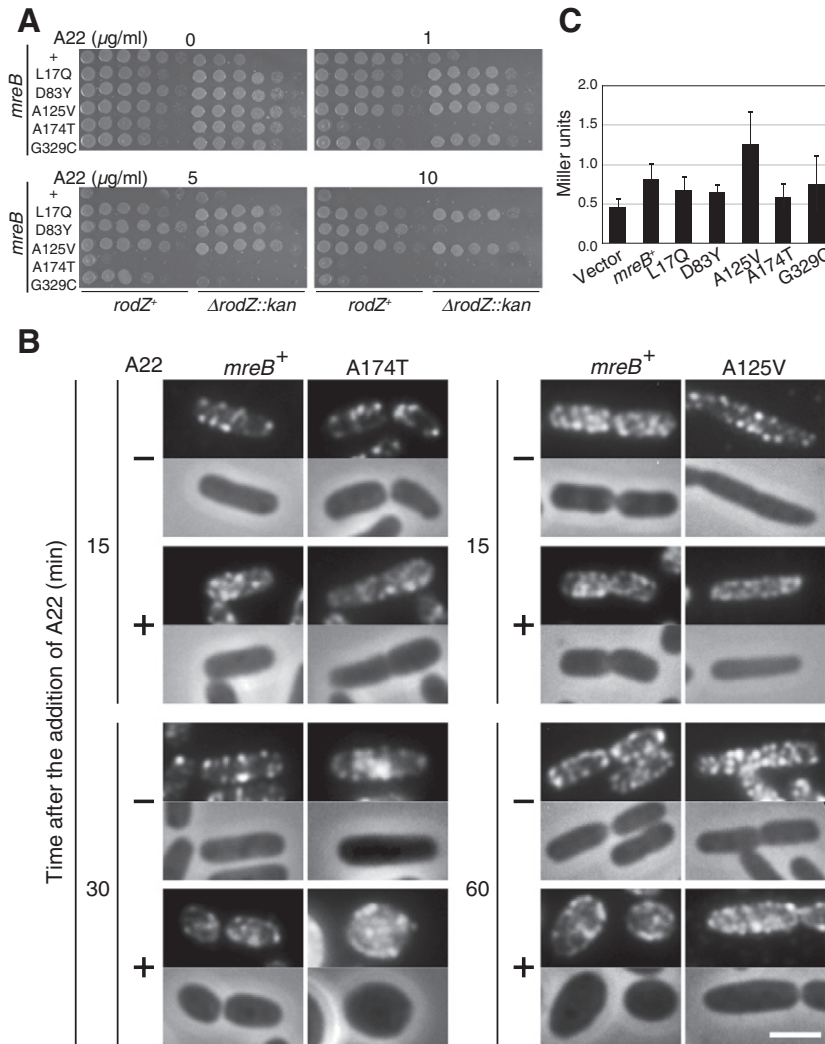 A
A22 (µg/ml) 0 1
mreB
+
L17Q
D83Y
A125V
A174T
G329C
A22 (µg/ml) 5 10
mreB
+
L17Q
D83Y
A125V
A174T
G329C
rodZ+ ΔrodZ::kan rodZ+ ΔrodZ::kan
C
Miller units
2.0
1.5
1.0
0.5
0.0
Vector mreB+ L17Q D83Y A125V A174T G329C
B
A22 mreB+ A174T mreB+ A125V
Time after the addition of A22 (min)
− −
15 15
+ +
− −
30 60
+ +